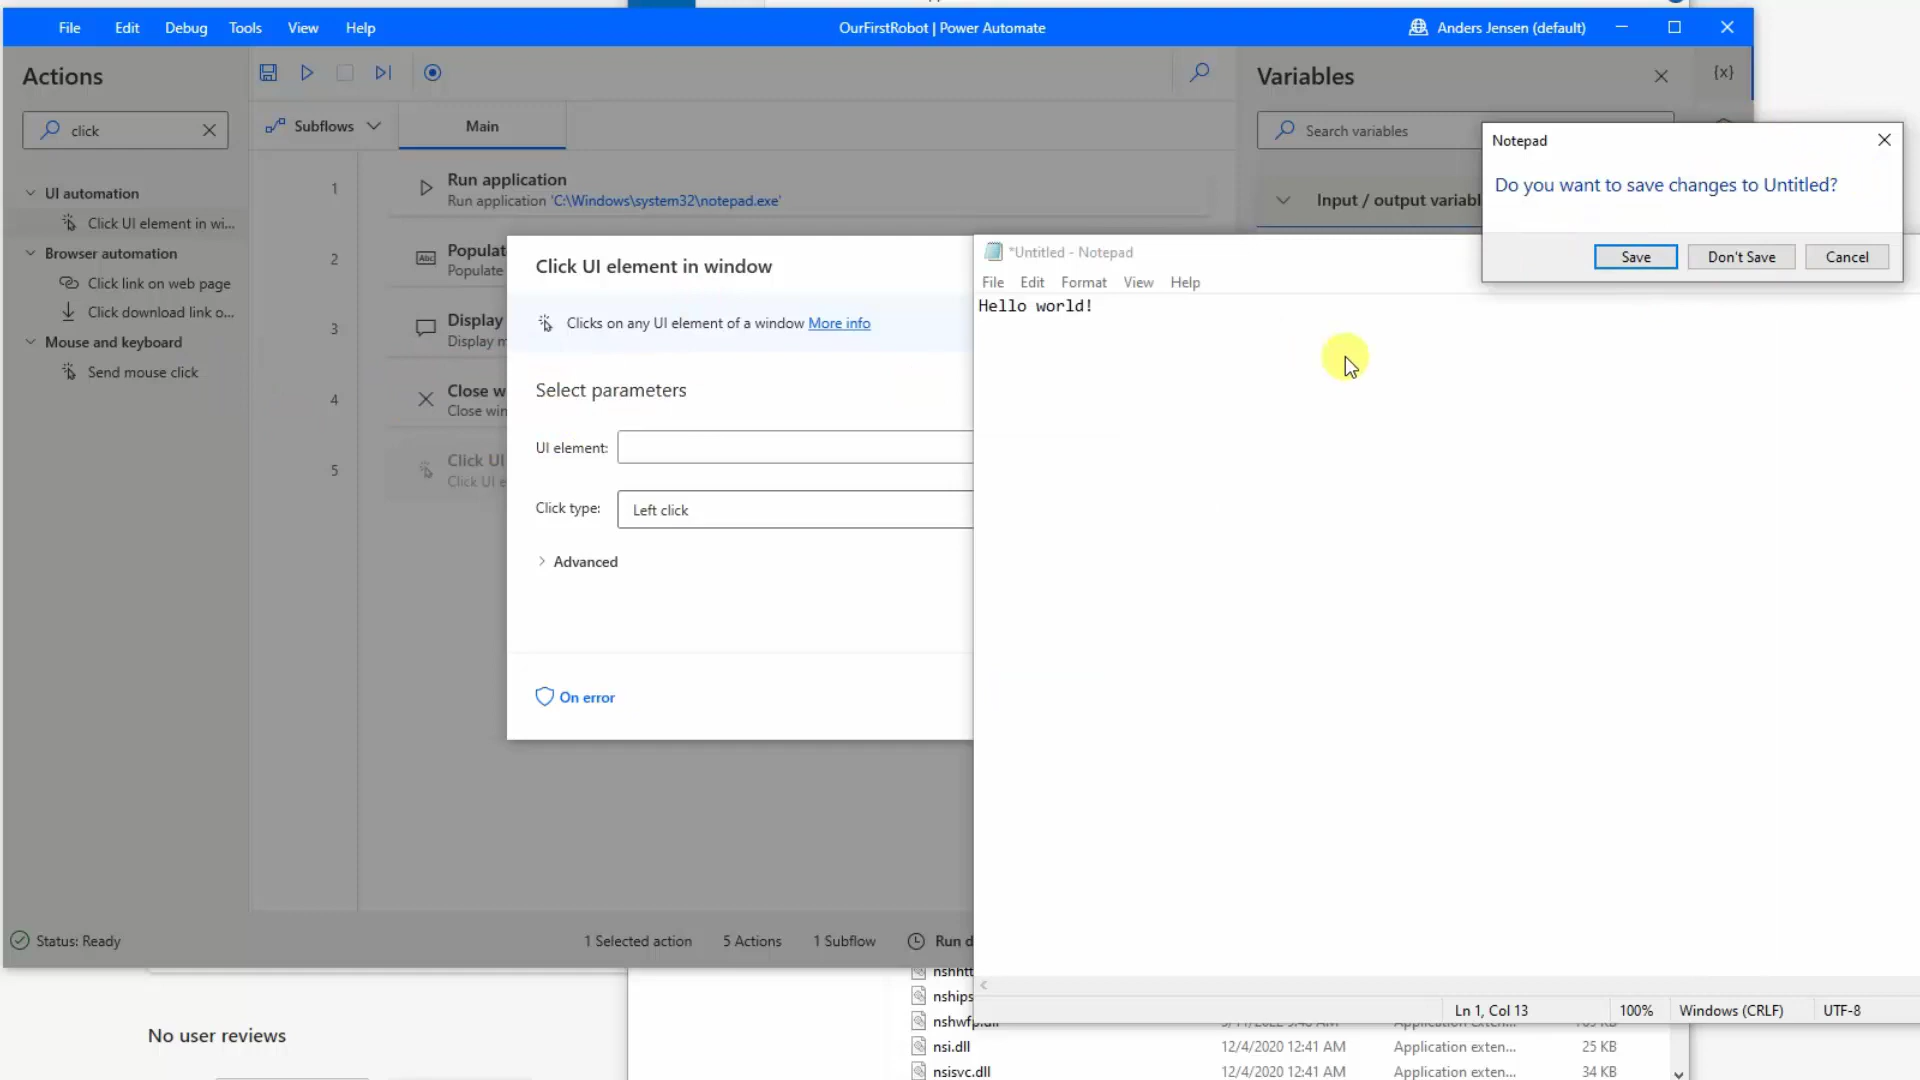 File Edit Debug Tools View Help
OurFirstRobot | Power Automate
Anders Jensen (default)
Actions
click
UI automation
Click UI element in wi...
Browser automation
Click link on web page
Click download link o...
Mouse and keyboard
Send mouse click
Subflows
Main
1
Run application
Run application 'C:\Windows\system32\notepad.exe'
2
Populat
Populate
3
Display
Display m
4
Close w
Close win
5
Click UI
Click UI e
Variables
{x}
Search variables
Input / output variabl
Click UI element in window
Clicks on any UI element of a window More info
Select parameters
UI element:
Click type:
Left click
Advanced
On error
Notepad
Do you want to save changes to Untitled?
Save
Don't Save
Cancel
*Untitled - Notepad
File Edit Format View Help
Hello world!
Ln 1, Col 13
100%
Windows (CRLF)
UTF-8
Status: Ready
1 Selected action
5 Actions
1 Subflow
Run d
No user reviews
nshhtt
nships
nsi.dll 12/4/2020 12:41 AM Application exten... 25 KB
nsisvc.dll 12/4/2020 12:41 AM Application exten... 34 KB